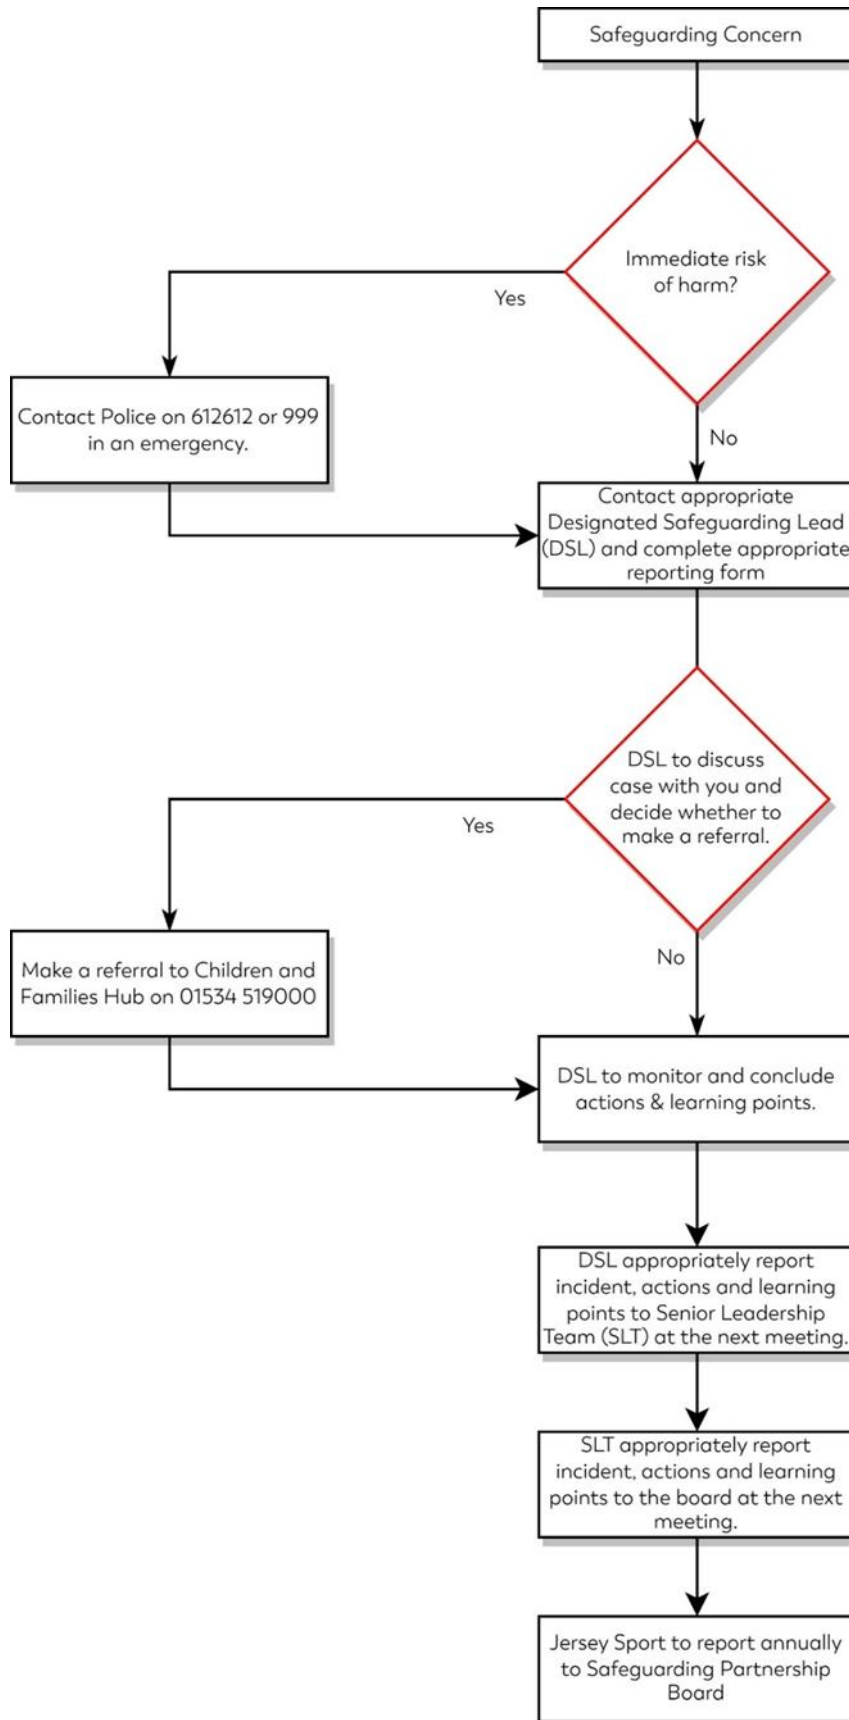 Safeguarding Concern
Immediate risk
of harm?
Yes
Contact Police on 612612 or 999
in an emergency.
No
Contact appropriate
Designated Safeguarding Lead
(DSL) and complete appropriate
reporting form
DSL to discuss
case with you and
decide whether to
make a referral.
Yes
Make a referral to Children and
Families Hub on 01534 519000
No
DSL to monitor and conclude
actions & learning points.
DSL appropriately report
incident, actions and learning
points to Senior Leadership
Team (SLT) at the next meeting.
SLT appropriately report
incident, actions and learning
points to the board at the next
meeting.
Jersey Sport to report annually
to Safeguarding Partnership
Board